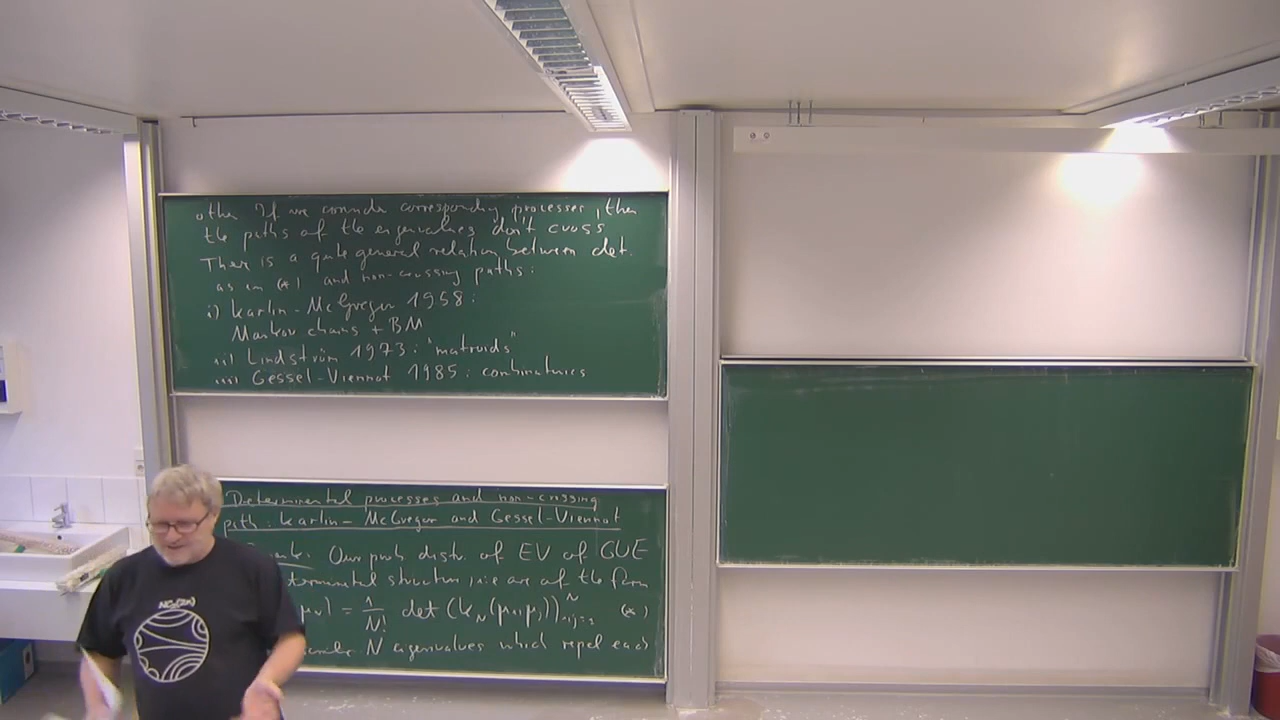 other. If we consider corresponding processes, then
the paths of the eigenvalues don't cross
There is a quite general relation between det.
as in (*) and non-crossing paths:
i) Karlin-McGregor 1958:
Markov chains + BM
ii) Lindström 1973: "matroids"
iii) Gessel-Viennot 1985: combinatorics
Determinantal processes and non-crossing
path: Karlin-McGregor and Gessel-Viennot
Our prob. distr. of EV of GUE
structure, i.e. are of the form
= 1/N! det (K_N(μ_i, μ_j))_{i,j=1}^N (*)
N eigenvalues which repel each